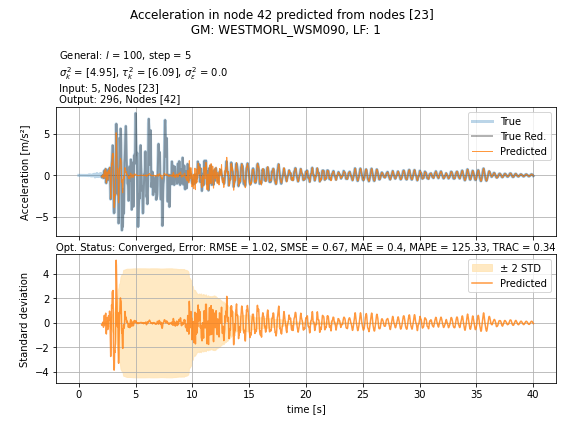 Acceleration in node 42 predicted from nodes [23]
GM: WESTMORL_WSM090, LF: 1
General: l = 100, step = 5
σ²ₖ = [4.95], τ²ₖ = [6.09], σ²ε = 0.0
Input: 5, Nodes [23]
Output: 296, Nodes [42]
Acceleration [m/s²]
5
0
−5
True
True Red.
Predicted
Opt. Status: Converged, Error: RMSE = 1.02, SMSE = 0.67, MAE = 0.4, MAPE = 125.33, TRAC = 0.34
Standard deviation
4
2
0
−2
−4
± 2 STD
Predicted
0 5 10 15 20 25 30 35 40
time [s]